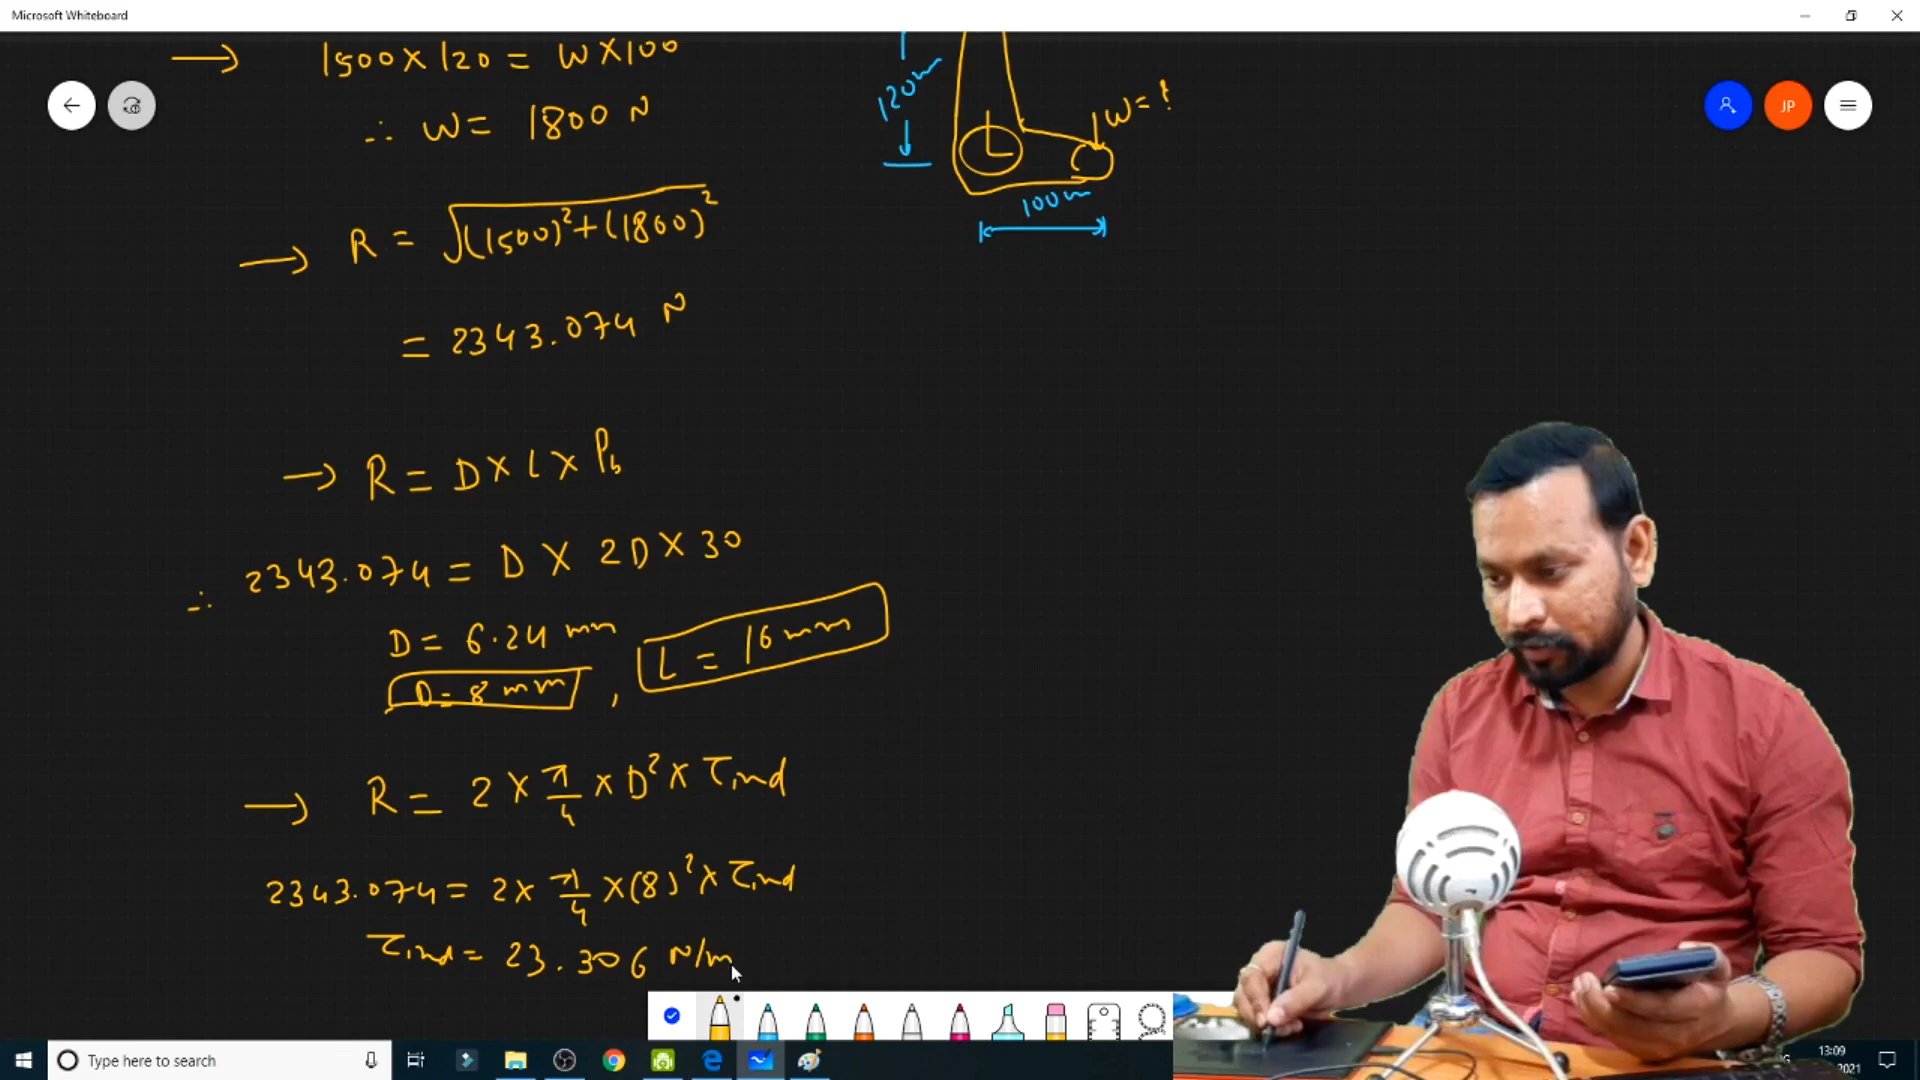 Microsoft Whiteboard
→ 1500 X 120 = W X 100
∴ W = 1800 N
→ R = √(1500)² + (1800)²
= 2343.074 N
→ R = D X L X Pb
∴ 2343.074 = D X 2D X 30
D = 6.24 mm
D = 8 mm , L = 16 mm
→ R = 2 X π/4 X D² X τind
2343.074 = 2 X π/4 X (8)² X τind
τind = 23.306 N/m
120
W = ?
100
JP
Type here to search
13:09
2021